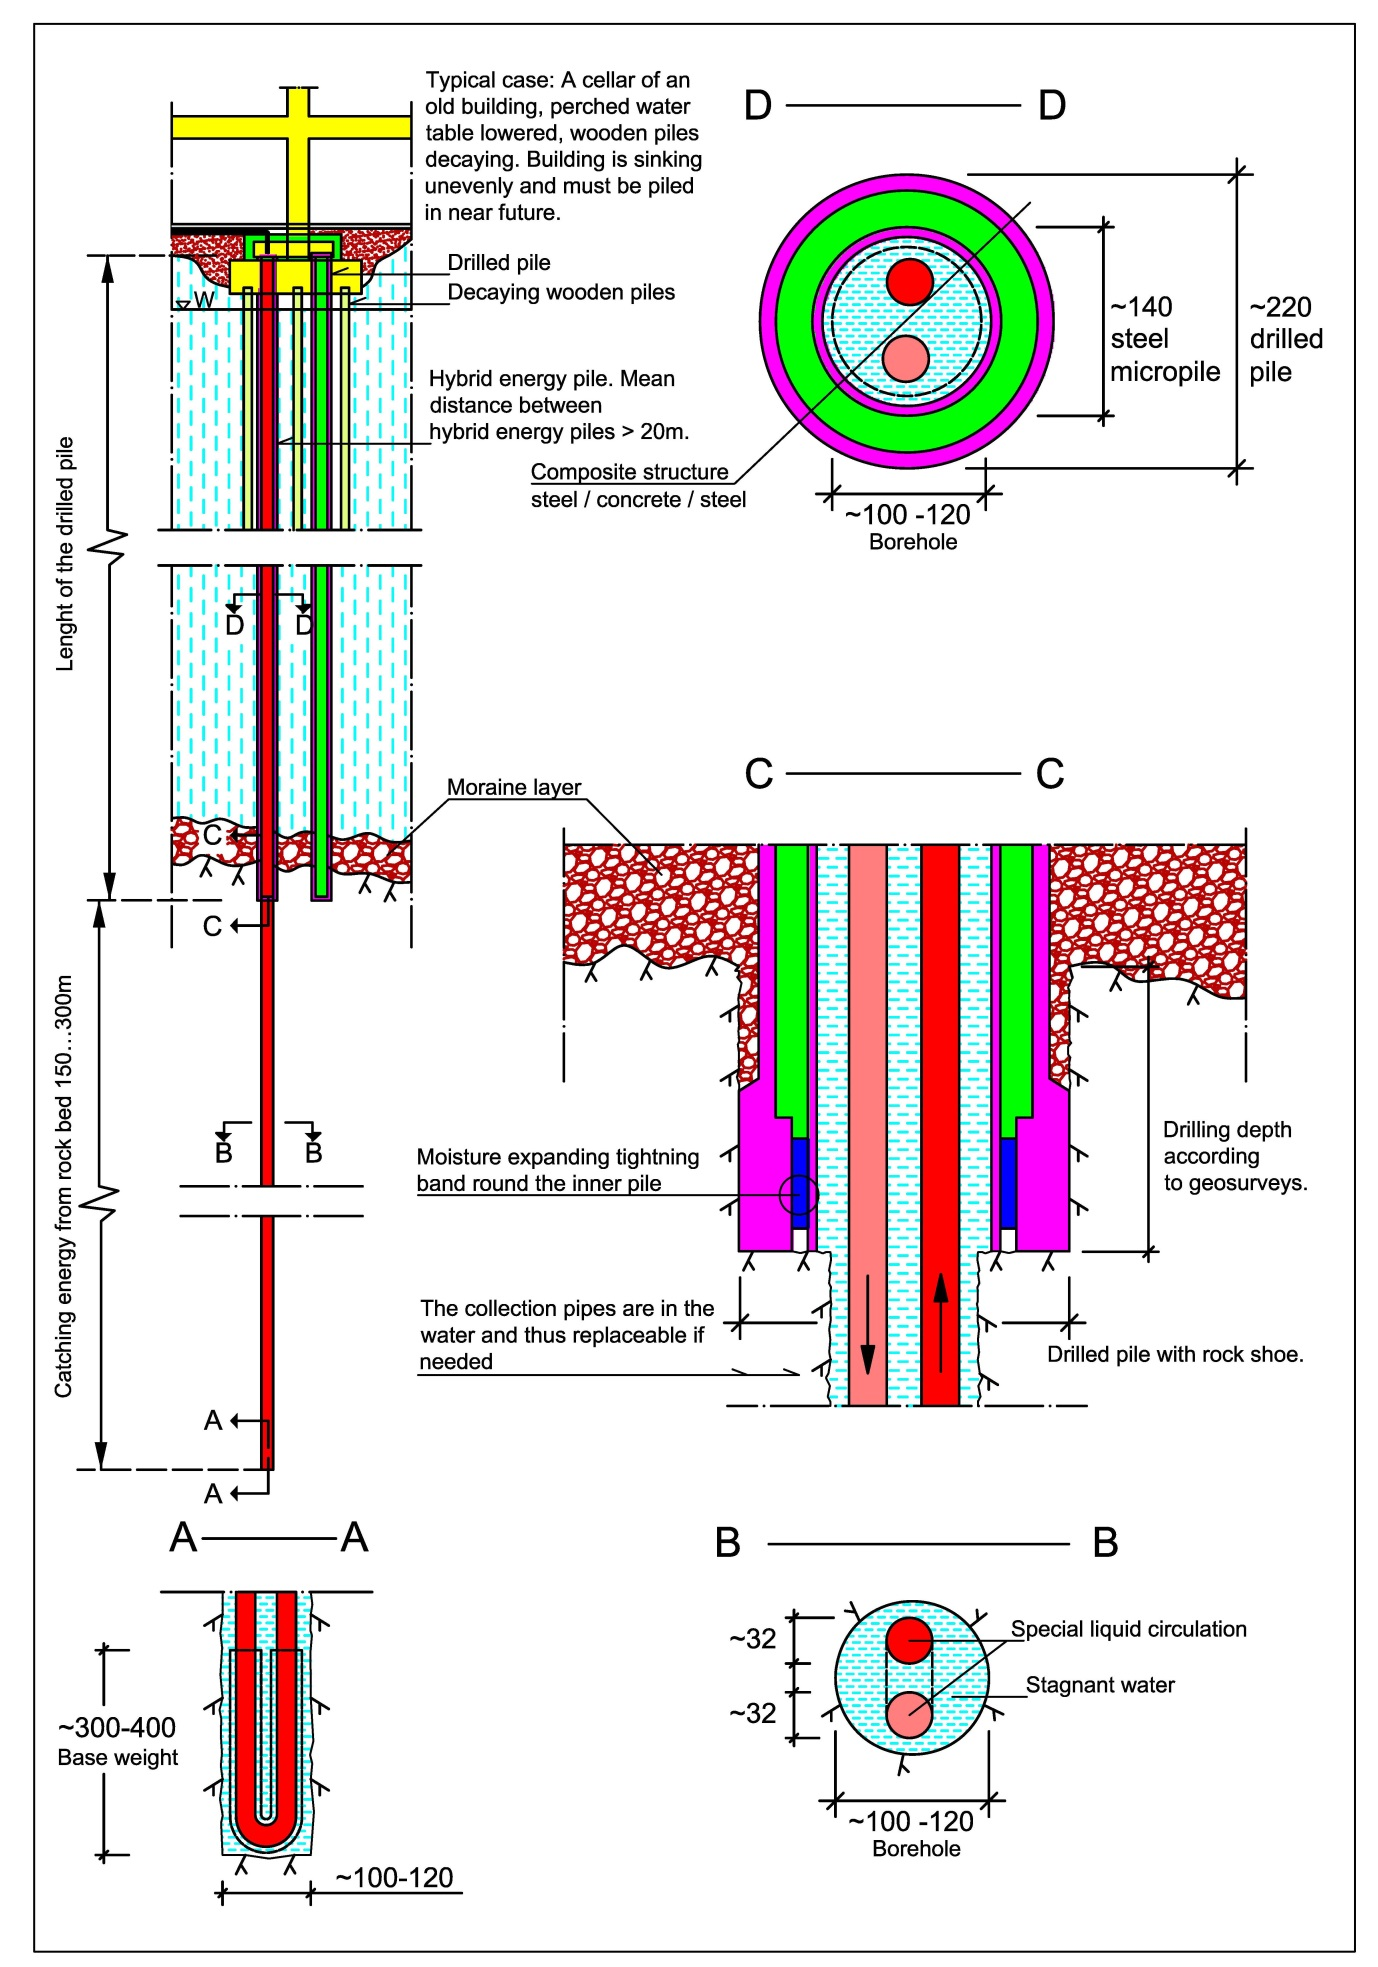 Typical case: A cellar of an
old building, perched water
table lowered, wooden piles
decaying. Building is sinking
unevenly and must be piled
in near future.
D D
Drilled pile
Decaying wooden piles
W
~140
steel
micropile
~220
drilled
pile
Hybrid energy pile. Mean
distance between
hybrid energy piles > 20m.
Composite structure
steel / concrete / steel
~100 -120
Borehole
Lenght of the drilled pile
D D
Moraine layer
C C
C
C
Catching energy from rock bed 150...300m
B B
Moisture expanding tightning
band round the inner pile
Drilling depth
according
to geosurveys.
The collection pipes are in the
water and thus replaceable if
needed
Drilled pile with rock shoe.
A
A
A A
B B
~300-400
Base weight
~100-120
~32
~32
Special liquid circulation
Stagnant water
~100 -120
Borehole